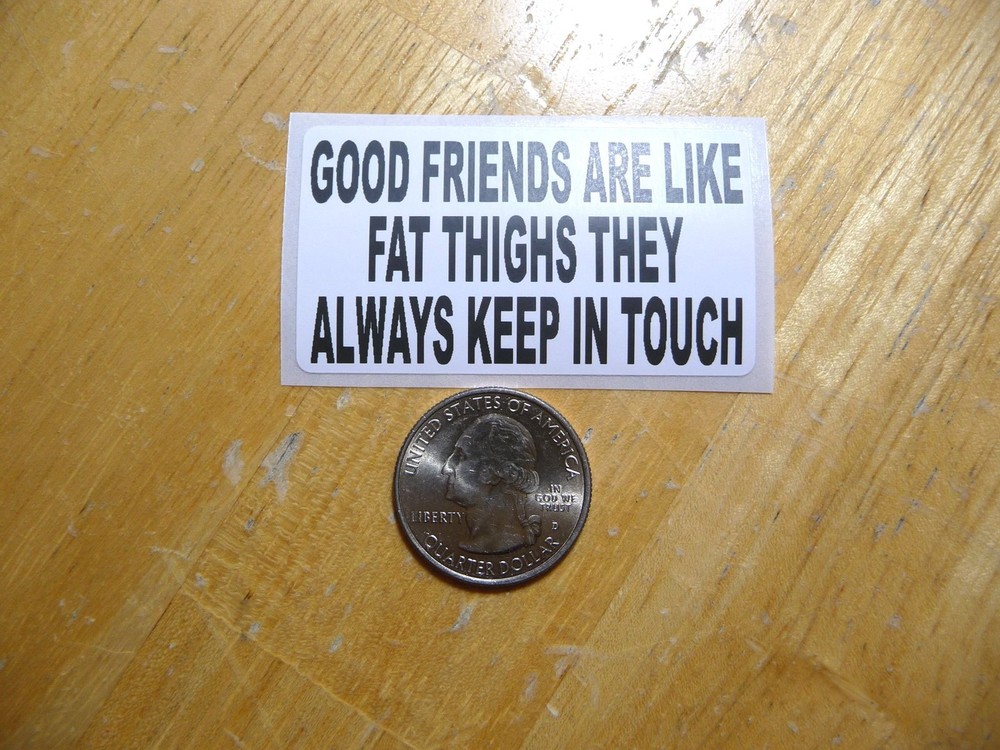 GOOD FRIENDS ARE LIKE
FAT THIGHS THEY
ALWAYS KEEP IN TOUCH
UNITED STATES OF AMERICA
IN
GOD WE
TRUST
LIBERTY
D
QUARTER DOLLAR